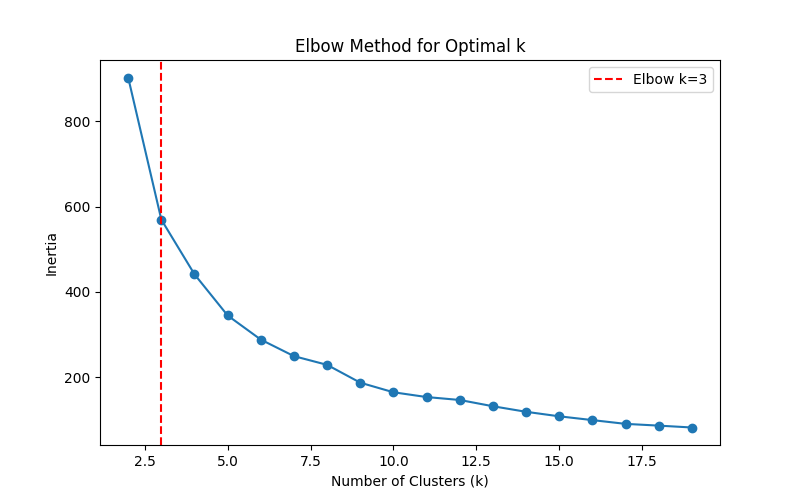 Elbow Method for Optimal k
Elbow k=3
800
600
400
200
Inertia
2.5 5.0 7.5 10.0 12.5 15.0 17.5
Number of Clusters (k)